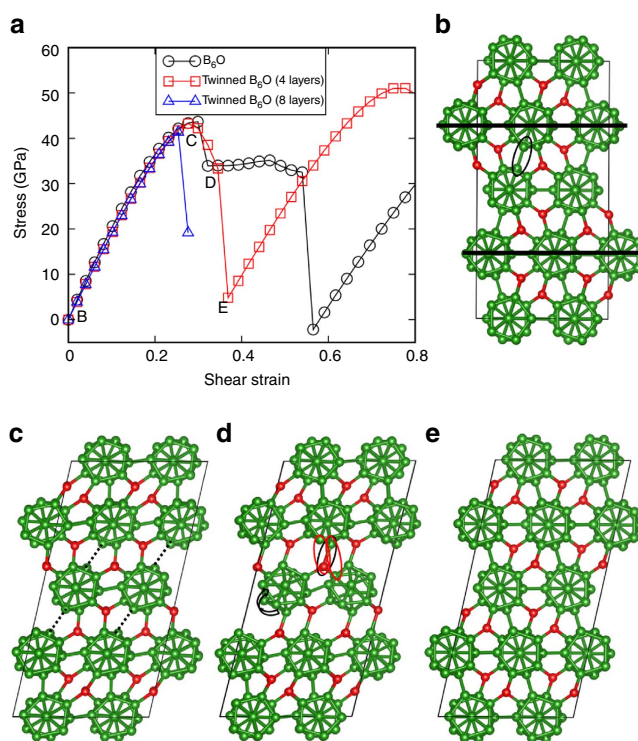 a
b
60
50
40
30
20
10
0
Stress (GPa)
B₆O
Twinned B₆O (4 layers)
Twinned B₆O (8 layers)
B
C
D
E
0
0.2
0.4
0.6
0.8
Shear strain
c
d
e